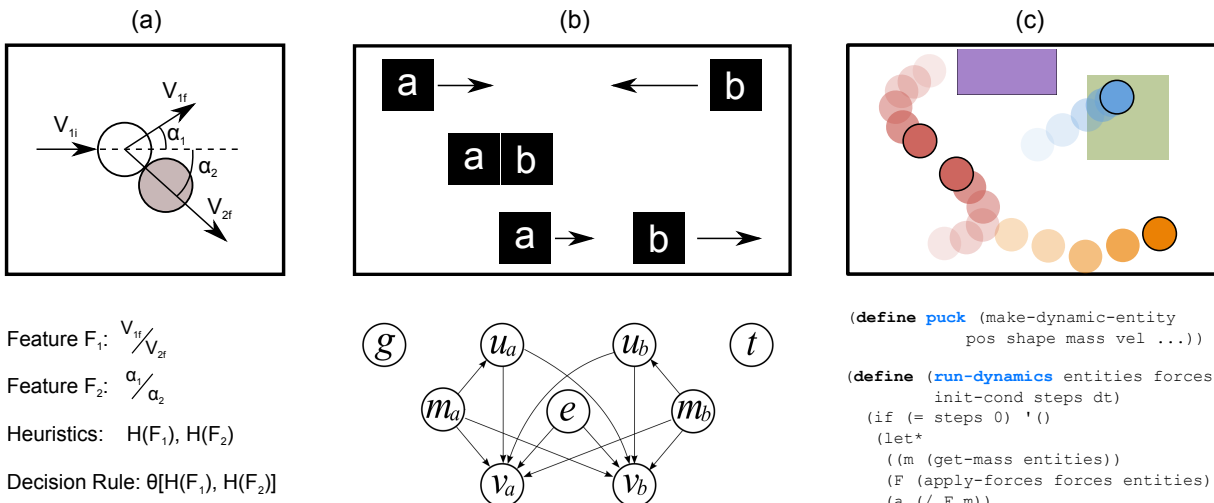 (a)
V1i
V1f
α1
α2
V2f
Feature F1: V1f/V2f
Feature F2: α1/α2
Heuristics: H(F1), H(F2)
Decision Rule: θ[H(F1), H(F2)]
(b)
a b
a b
a b
g ua ub t
ma e mb
va vb
(c)
(define puck (make-dynamic-entity
pos shape mass vel ...))
(define (run-dynamics entities forces
init-cond steps dt)
(if (= steps 0) '()
(let*
((m (get-mass entities))
(F (apply-forces forces entities)
(a (/ F m))